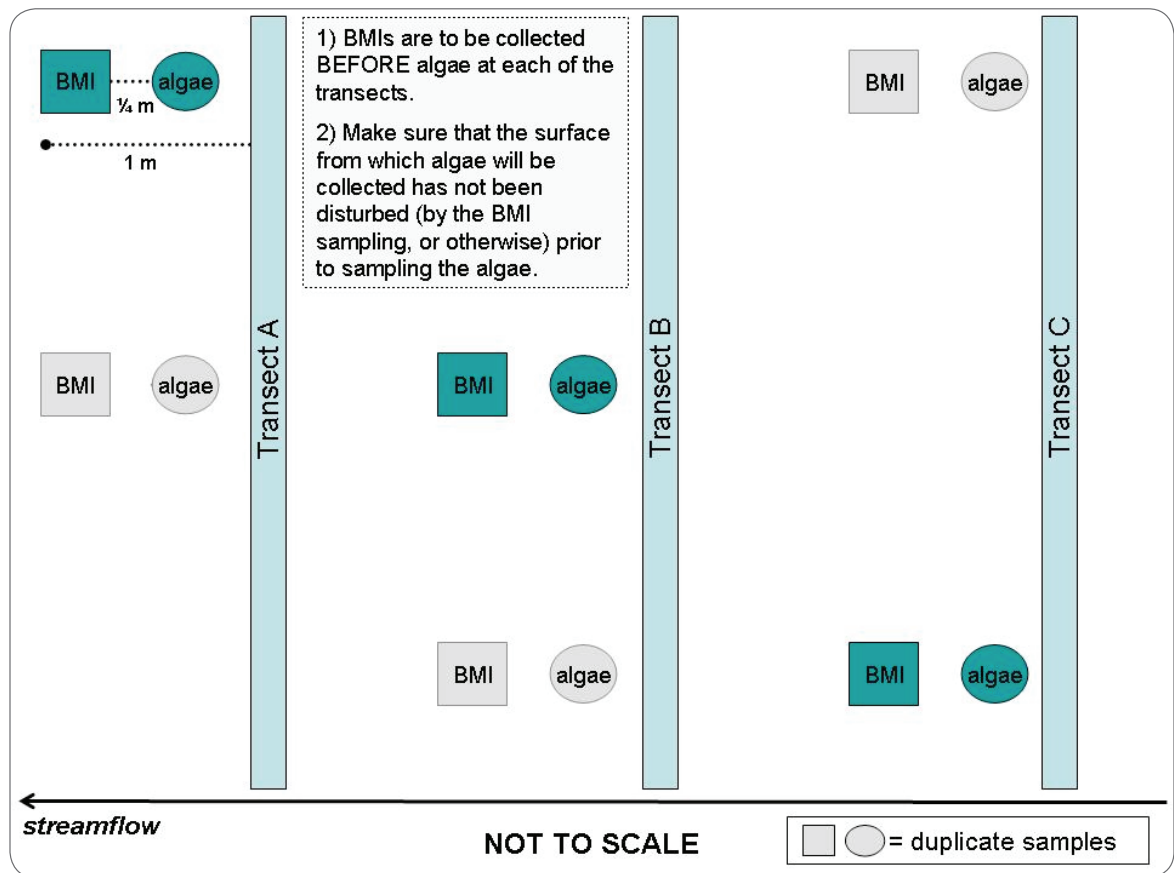 BMI
algae
¼ m
1 m
Transect A
1) BMIs are to be collected
BEFORE algae at each of the
transects.
2) Make sure that the surface
from which algae will be
collected has not been
disturbed (by the BMI
sampling, or otherwise) prior
to sampling the algae.
BMI
algae
BMI
algae
BMI
algae
Transect B
BMI
algae
BMI
algae
Transect C
streamflow
NOT TO SCALE
= duplicate samples